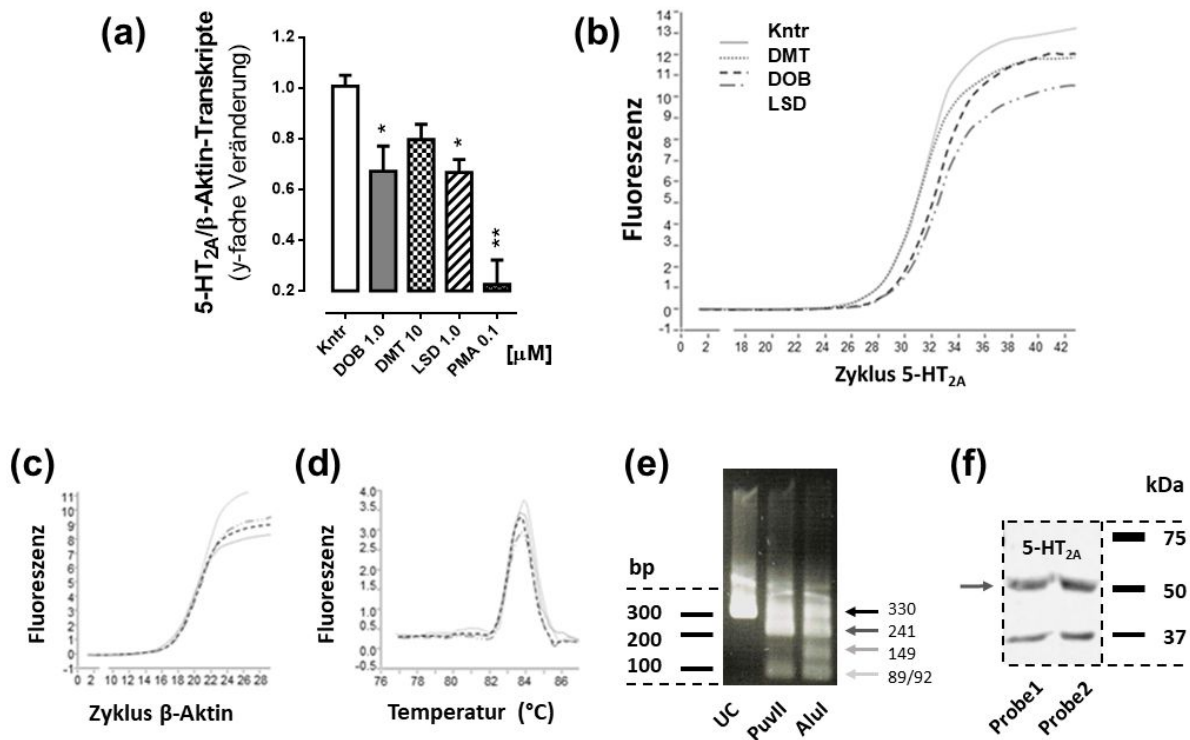 (a)
5-HT2A/β-Aktin-Transkripte
(y-fache Veränderung)
1.0
0.8
0.6
0.4
0.2
*
*
**
Kntr
DOB 1.0
DMT 10
LSD 1.0
PMA 0.1
[µM]
(b)
Kntr
DMT
DOB
LSD
Fluoreszenz
14
13
12
11
10
9
8
7
6
5
4
3
2
1
0
-1
0 2 18 20 22 24 26 28 30 32 34 36 38 40 42
Zyklus 5-HT2A
(c)
Fluoreszenz
11
10
9
8
7
6
5
4
3
2
1
0
-1
0 2 10 12 14 16 18 20 22 24 26 28
Zyklus β-Aktin
(d)
Fluoreszenz
4.0
3.5
3.0
2.5
2.0
1.5
1.0
0.5
0.0
-0.5
76 78 80 82 84 86
Temperatur (°C)
(e)
bp
300
200
100
330
241
149
89/92
UC
PuvII
AluI
(f)
kDa
5-HT2A
75
50
37
Probe1
Probe2